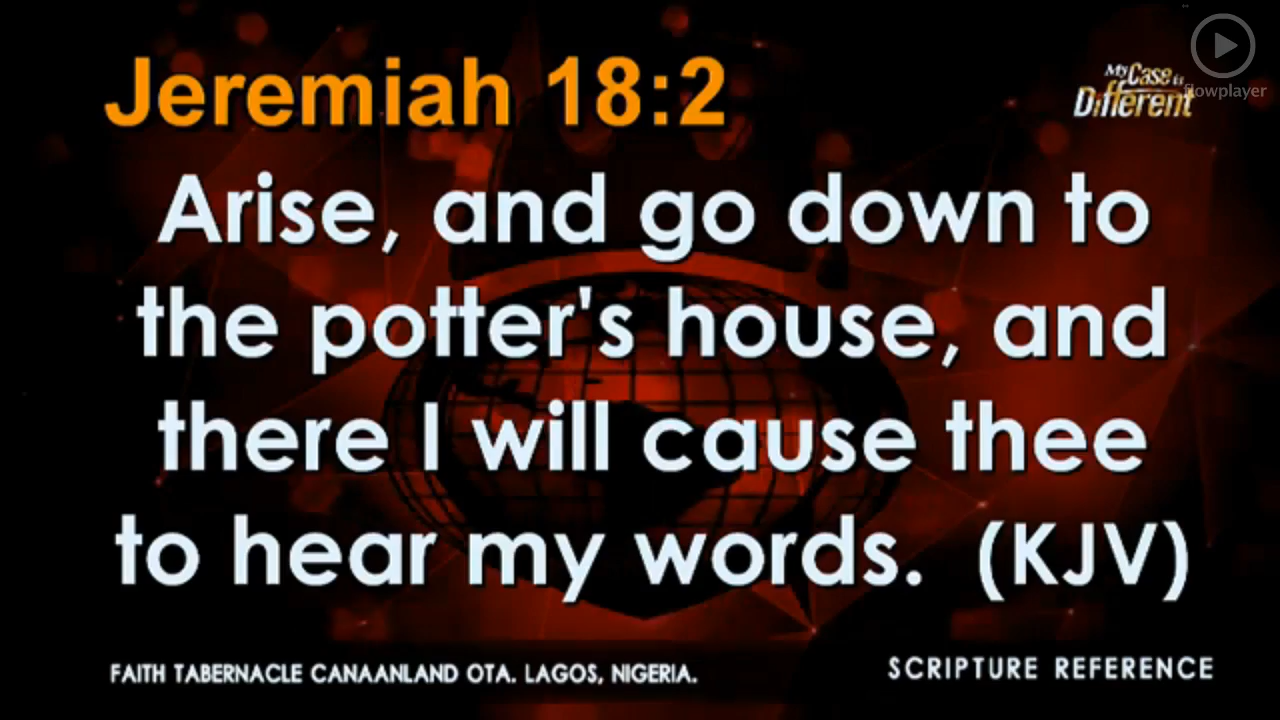 Jeremiah 18:2
My Case is
Different
flowplayer
Arise, and go down to
the potter's house, and
there I will cause thee
to hear my words. (KJV)
FAITH TABERNACLE CANAANLAND OTA. LAGOS, NIGERIA.
SCRIPTURE REFERENCE